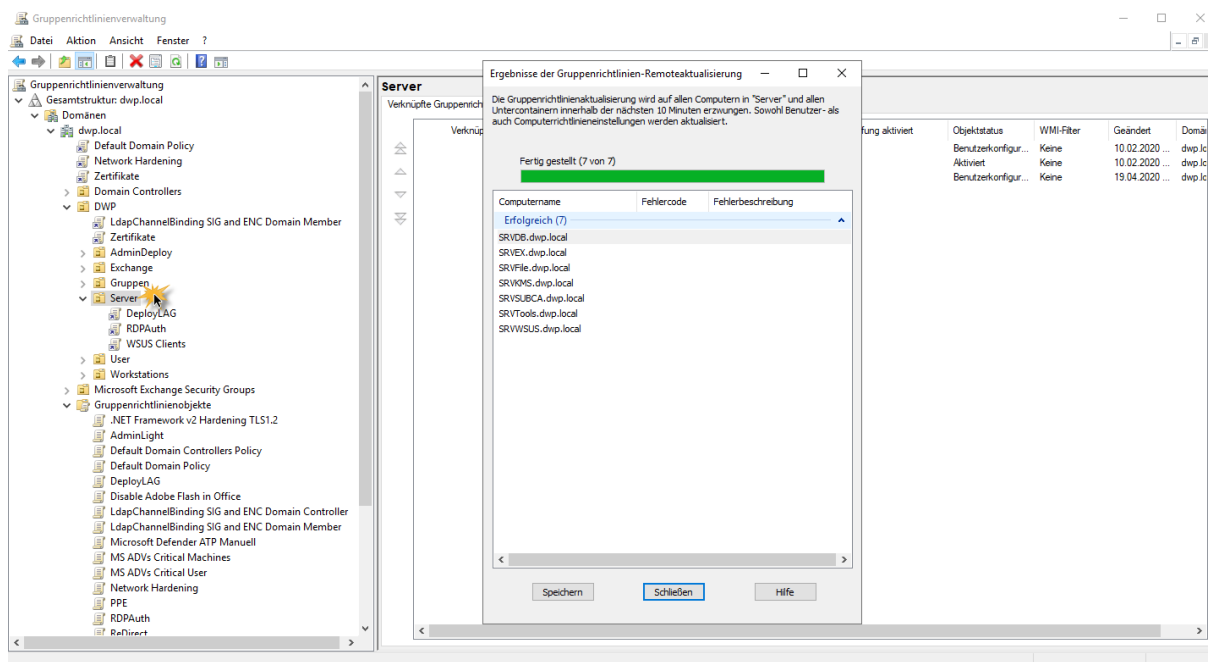 Gruppenrichtlinienverwaltung
Datei Aktion Ansicht Fenster ?
Gruppenrichtlinienverwaltung
Gesamtstruktur: dwp.local
Domänen
dwp.local
Default Domain Policy
Network Hardening
Zertifikate
Domain Controllers
DWP
LdapChannelBinding SIG and ENC Domain Member
Zertifikate
AdminDeploy
Exchange
Gruppen
Server
DeployLAG
RDPAuth
WSUS Clients
User
Workstations
Microsoft Exchange Security Groups
Gruppenrichtlinienobjekte
.NET Framework v2 Hardening TLS1.2
AdminLight
Default Domain Controllers Policy
Default Domain Policy
DeployLAG
Disable Adobe Flash in Office
LdapChannelBinding SIG and ENC Domain Controller
LdapChannelBinding SIG and ENC Domain Member
Microsoft Defender ATP Manuell
MS ADVs Critical Machines
MS ADVs Critical User
Network Hardening
PPE
RDPAuth
ReDirect
Server
Verknüpfte Gruppenrich
Verknüp
fung aktiviert Objektstatus WMI-Filter Geändert Domä
Benutzerkonfigur... Keine 10.02.2020 ... dwp.lc
Aktiviert Keine 10.02.2020 ... dwp.lc
Benutzerkonfigur... Keine 19.04.2020 ... dwp.lc
Ergebnisse der Gruppenrichtlinien-Remoteaktualisierung
Die Gruppenrichtlinienaktualisierung wird auf allen Computern in "Server" und allen
Untercontainern innerhalb der nächsten 10 Minuten erzwungen. Sowohl Benutzer- als
auch Computerrichtlinieneinstellungen werden aktualisiert.
Fertig gestellt (7 von 7)
Computername Fehlercode Fehlerbeschreibung
Erfolgreich (7)
SRVDB.dwp.local
SRVEX.dwp.local
SRVFile.dwp.local
SRVKMS.dwp.local
SRVSUBCA.dwp.local
SRVTools.dwp.local
SRVWSUS.dwp.local
Speichern Schließen Hilfe